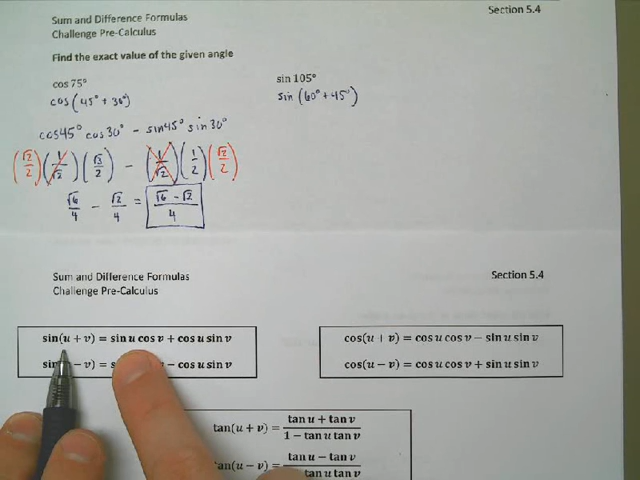 Sum and Difference Formulas
Section 5.4
Challenge Pre-Calculus
Find the exact value of the given angle
cos 75°
sin 105°
cos(45° + 30°)
sin(60° + 45°)
cos45° cos30° - sin45° sin30°
(√2/2)(1/√2)(√3/2) - (1/√2)(1/2)(√2/2)
√6/4 - √2/4 = (√6 - √2)/4
Sum and Difference Formulas
Section 5.4
Challenge Pre-Calculus
sin(u + v) = sin u cos v + cos u sin v
cos(u + v) = cos u cos v − sin u sin v
sin − v) = s − cos u sin v
cos(u − v) = cos u cos v + sin u sin v
tan(u + v) = (tan u + tan v)/(1 − tan u tan v)
tan(u − v) = (tan u − tan v)/(tan u tan v)